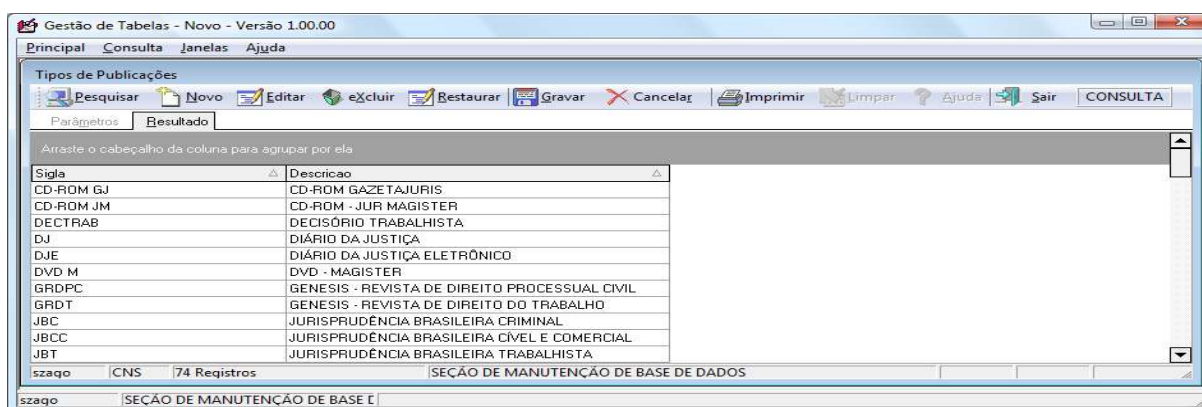 Gestão de Tabelas - Novo - Versão 1.00.00
Principal Consulta Janelas Ajuda
Tipos de Publicações
Pesquisar Novo Editar eXcluir Restaurar Gravar Cancelar Imprimir Limpar Ajuda Sair CONSULTA
Parâmetros Resultado
Arraste o cabeçalho da coluna para agrupar por ela
Sigla Descricao
CD-ROM GJ CD-ROM GAZETAJURIS
CD-ROM JM CD-ROM - JUR MAGISTER
DECTRAB DECISÓRIO TRABALHISTA
DJ DIÁRIO DA JUSTIÇA
DJE DIÁRIO DA JUSTIÇA ELETRÔNICO
DVD M DVD - MAGISTER
GRDPC GENESIS - REVISTA DE DIREITO PROCESSUAL CIVIL
GRDT GENESIS - REVISTA DE DIREITO DO TRABALHO
JBC JURISPRUDÊNCIA BRASILEIRA CRIMINAL
JBCC JURISPRUDÊNCIA BRASILEIRA CÍVEL E COMERCIAL
JBT JURISPRUDÊNCIA BRASILEIRA TRABALHISTA
szago CNS 74 Registros SEÇÃO DE MANUTENÇÃO DE BASE DE DADOS
szago SEÇÃO DE MANUTENÇÃO DE BASE D